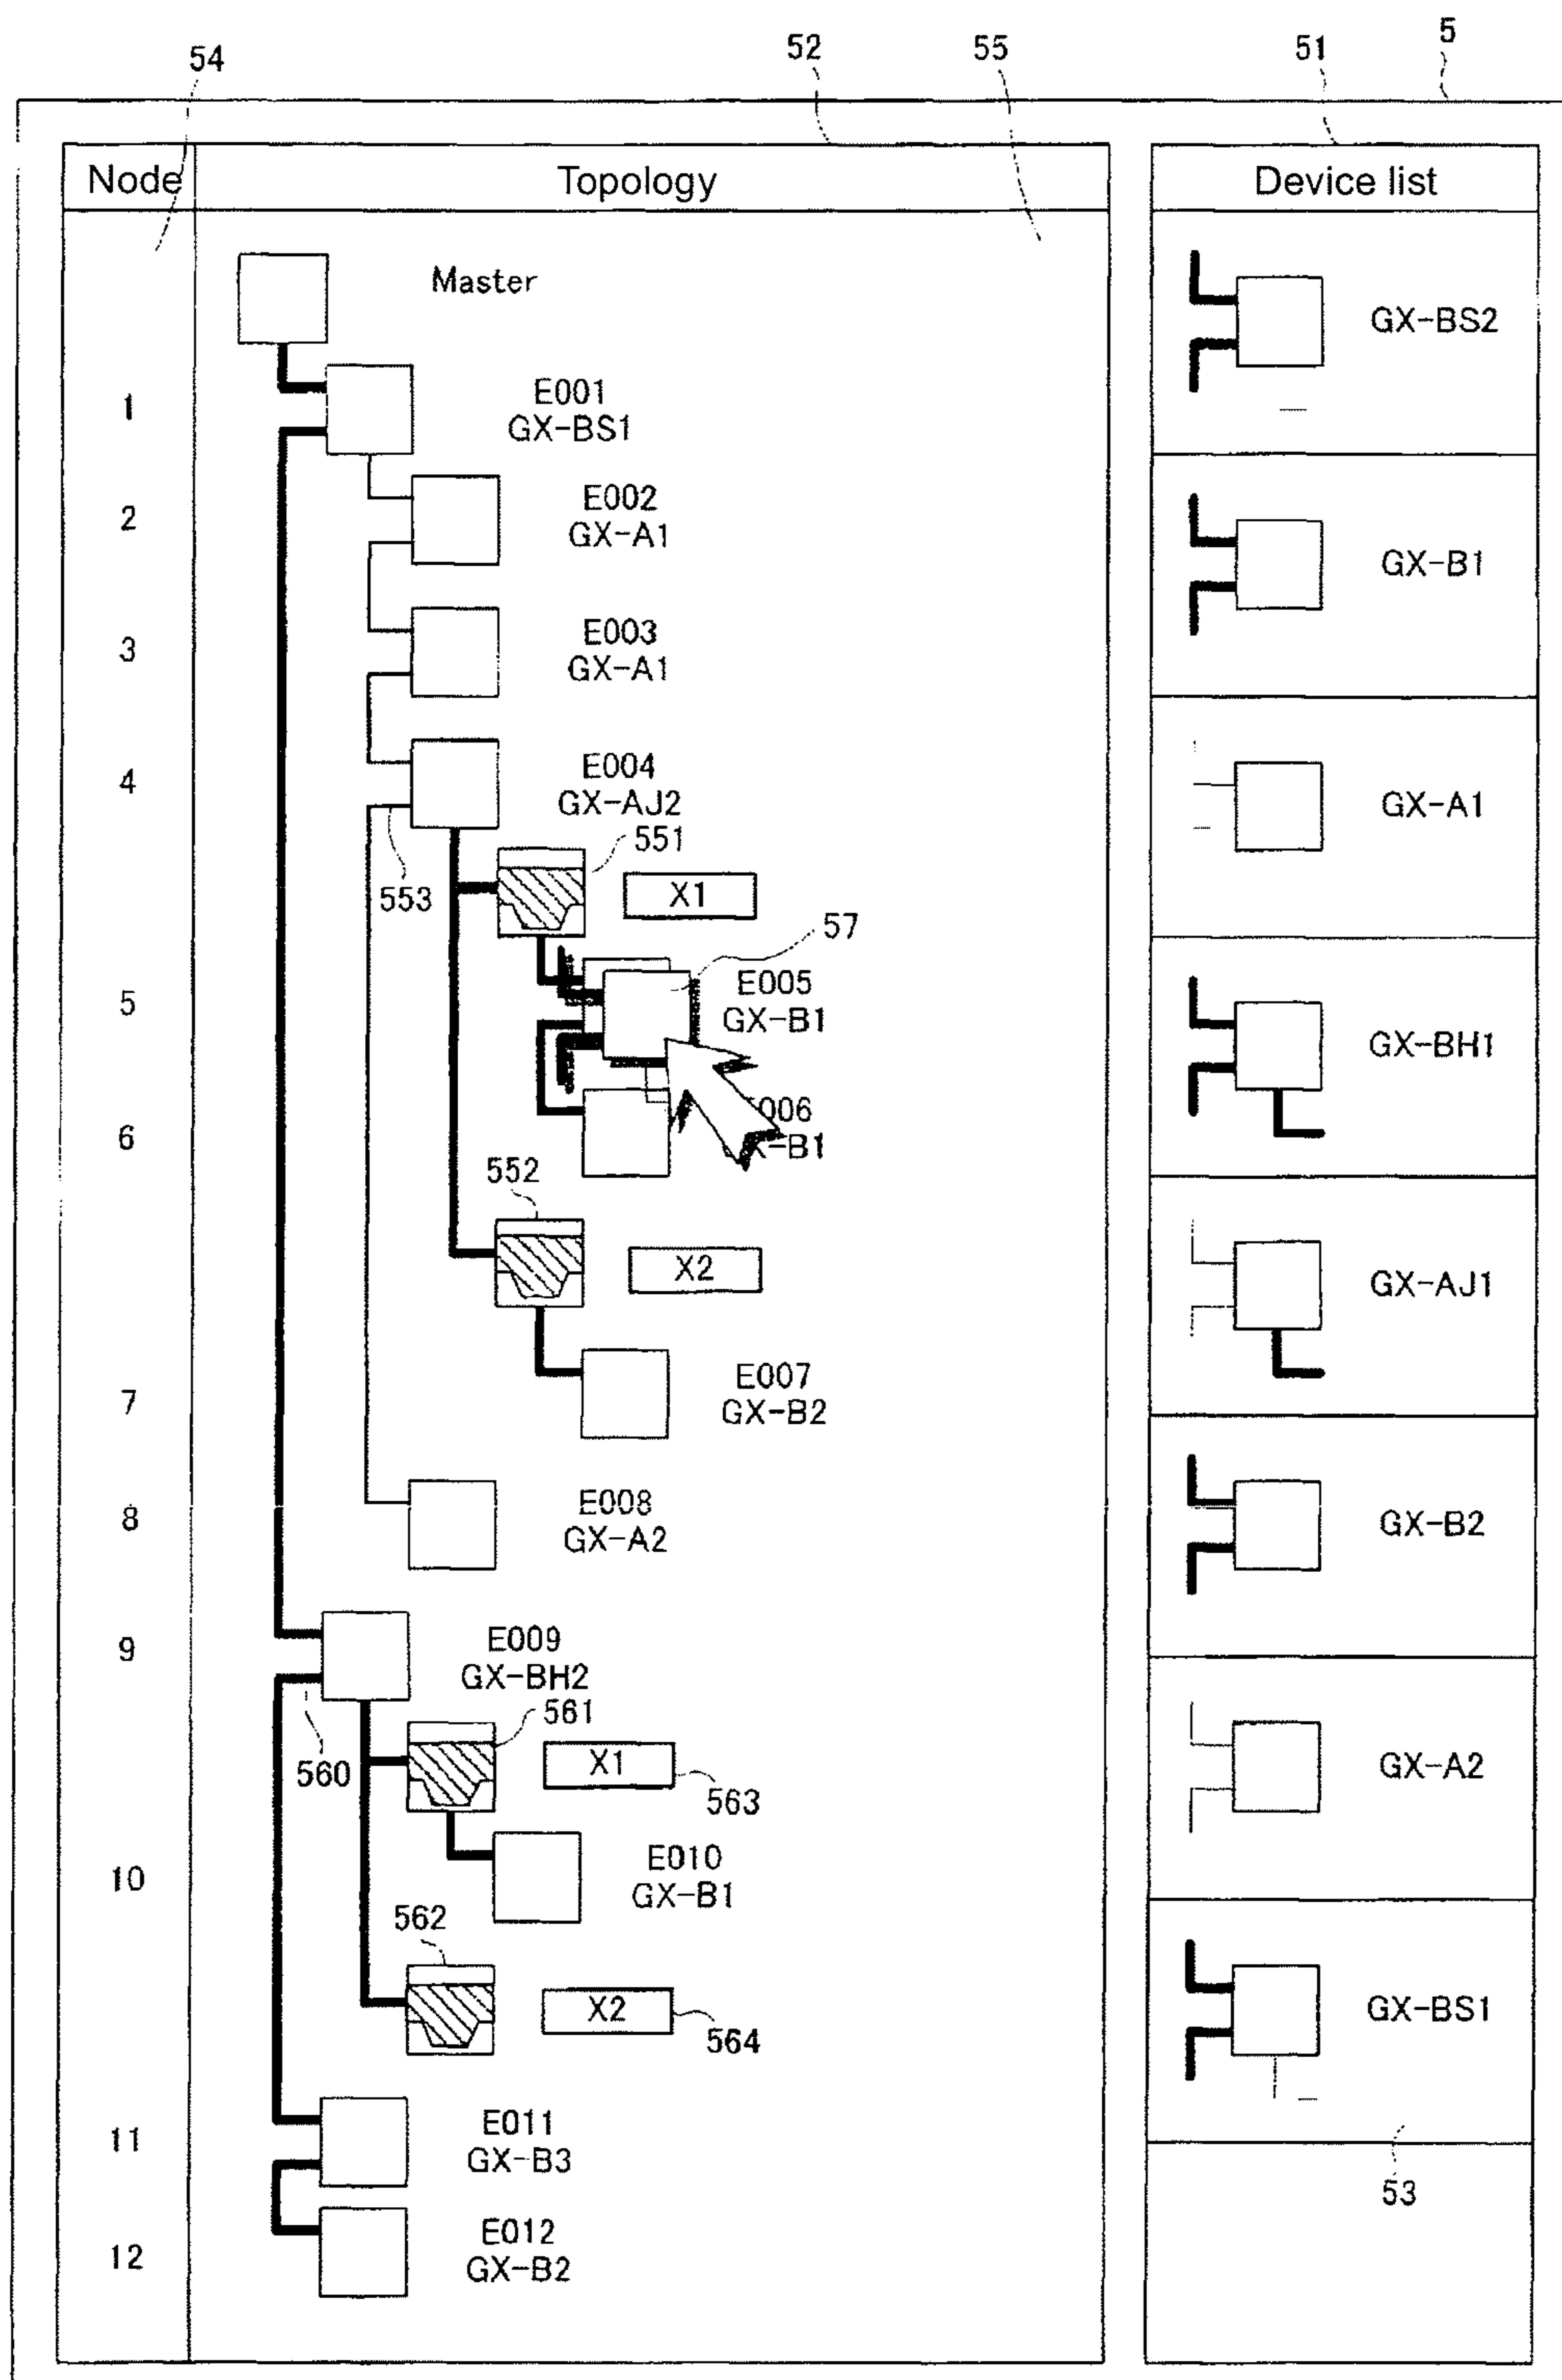 54
52
55
51
5
Node
Topology
Device list
Master
1
E001
GX-BS1
2
E002
GX-A1
3
E003
GX-A1
4
E004
GX-AJ2
553
551
X1
57
5
E005
GX-B1
6
006
X-B1
552
X2
7
E007
GX-B2
8
E008
GX-A2
9
E009
GX-BH2
560
561
X1
563
10
E010
GX-B1
562
X2
564
11
E011
GX-B3
12
E012
GX-B2
GX-BS2
GX-B1
GX-A1
GX-BH1
GX-AJ1
GX-B2
GX-A2
GX-BS1
53